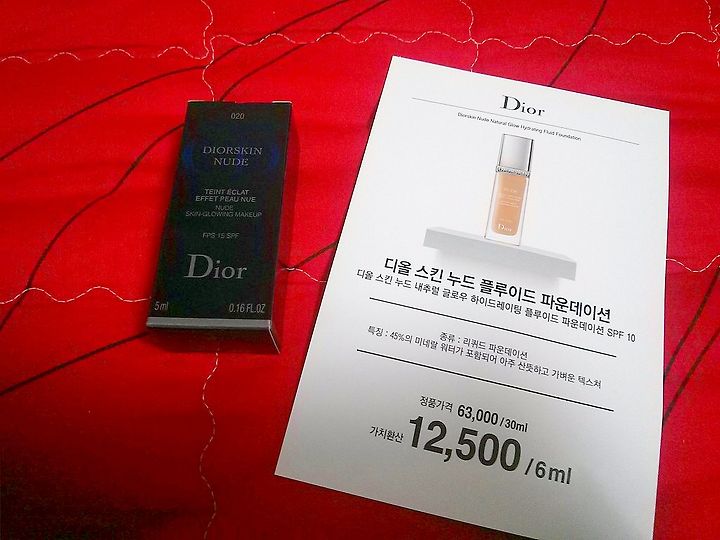 020
DIORSKIN
NUDE
TEINT ÉCLAT
EFFET PEAU NUE
NUDE
SKIN-GLOWING MAKEUP
FPS 15 SPF
Dior
5ml 0.16 FL.OZ
Dior
Diorskin Nude Natural Glow Hydrating Fluid Foundation
Dior
디올 스킨 누드 플루이드 파운데이션
디올 스킨 누드 내추럴 글로우 하이드레이팅 플루이드 파운데이션 SPF 10
종류 : 리퀴드 파운데이션
특징 : 45%의 미네랄 워터가 포함되어 아주 산뜻하고 가벼운 텍스쳐
정품가격 63,000/30ml
가치환산 12,500/6ml